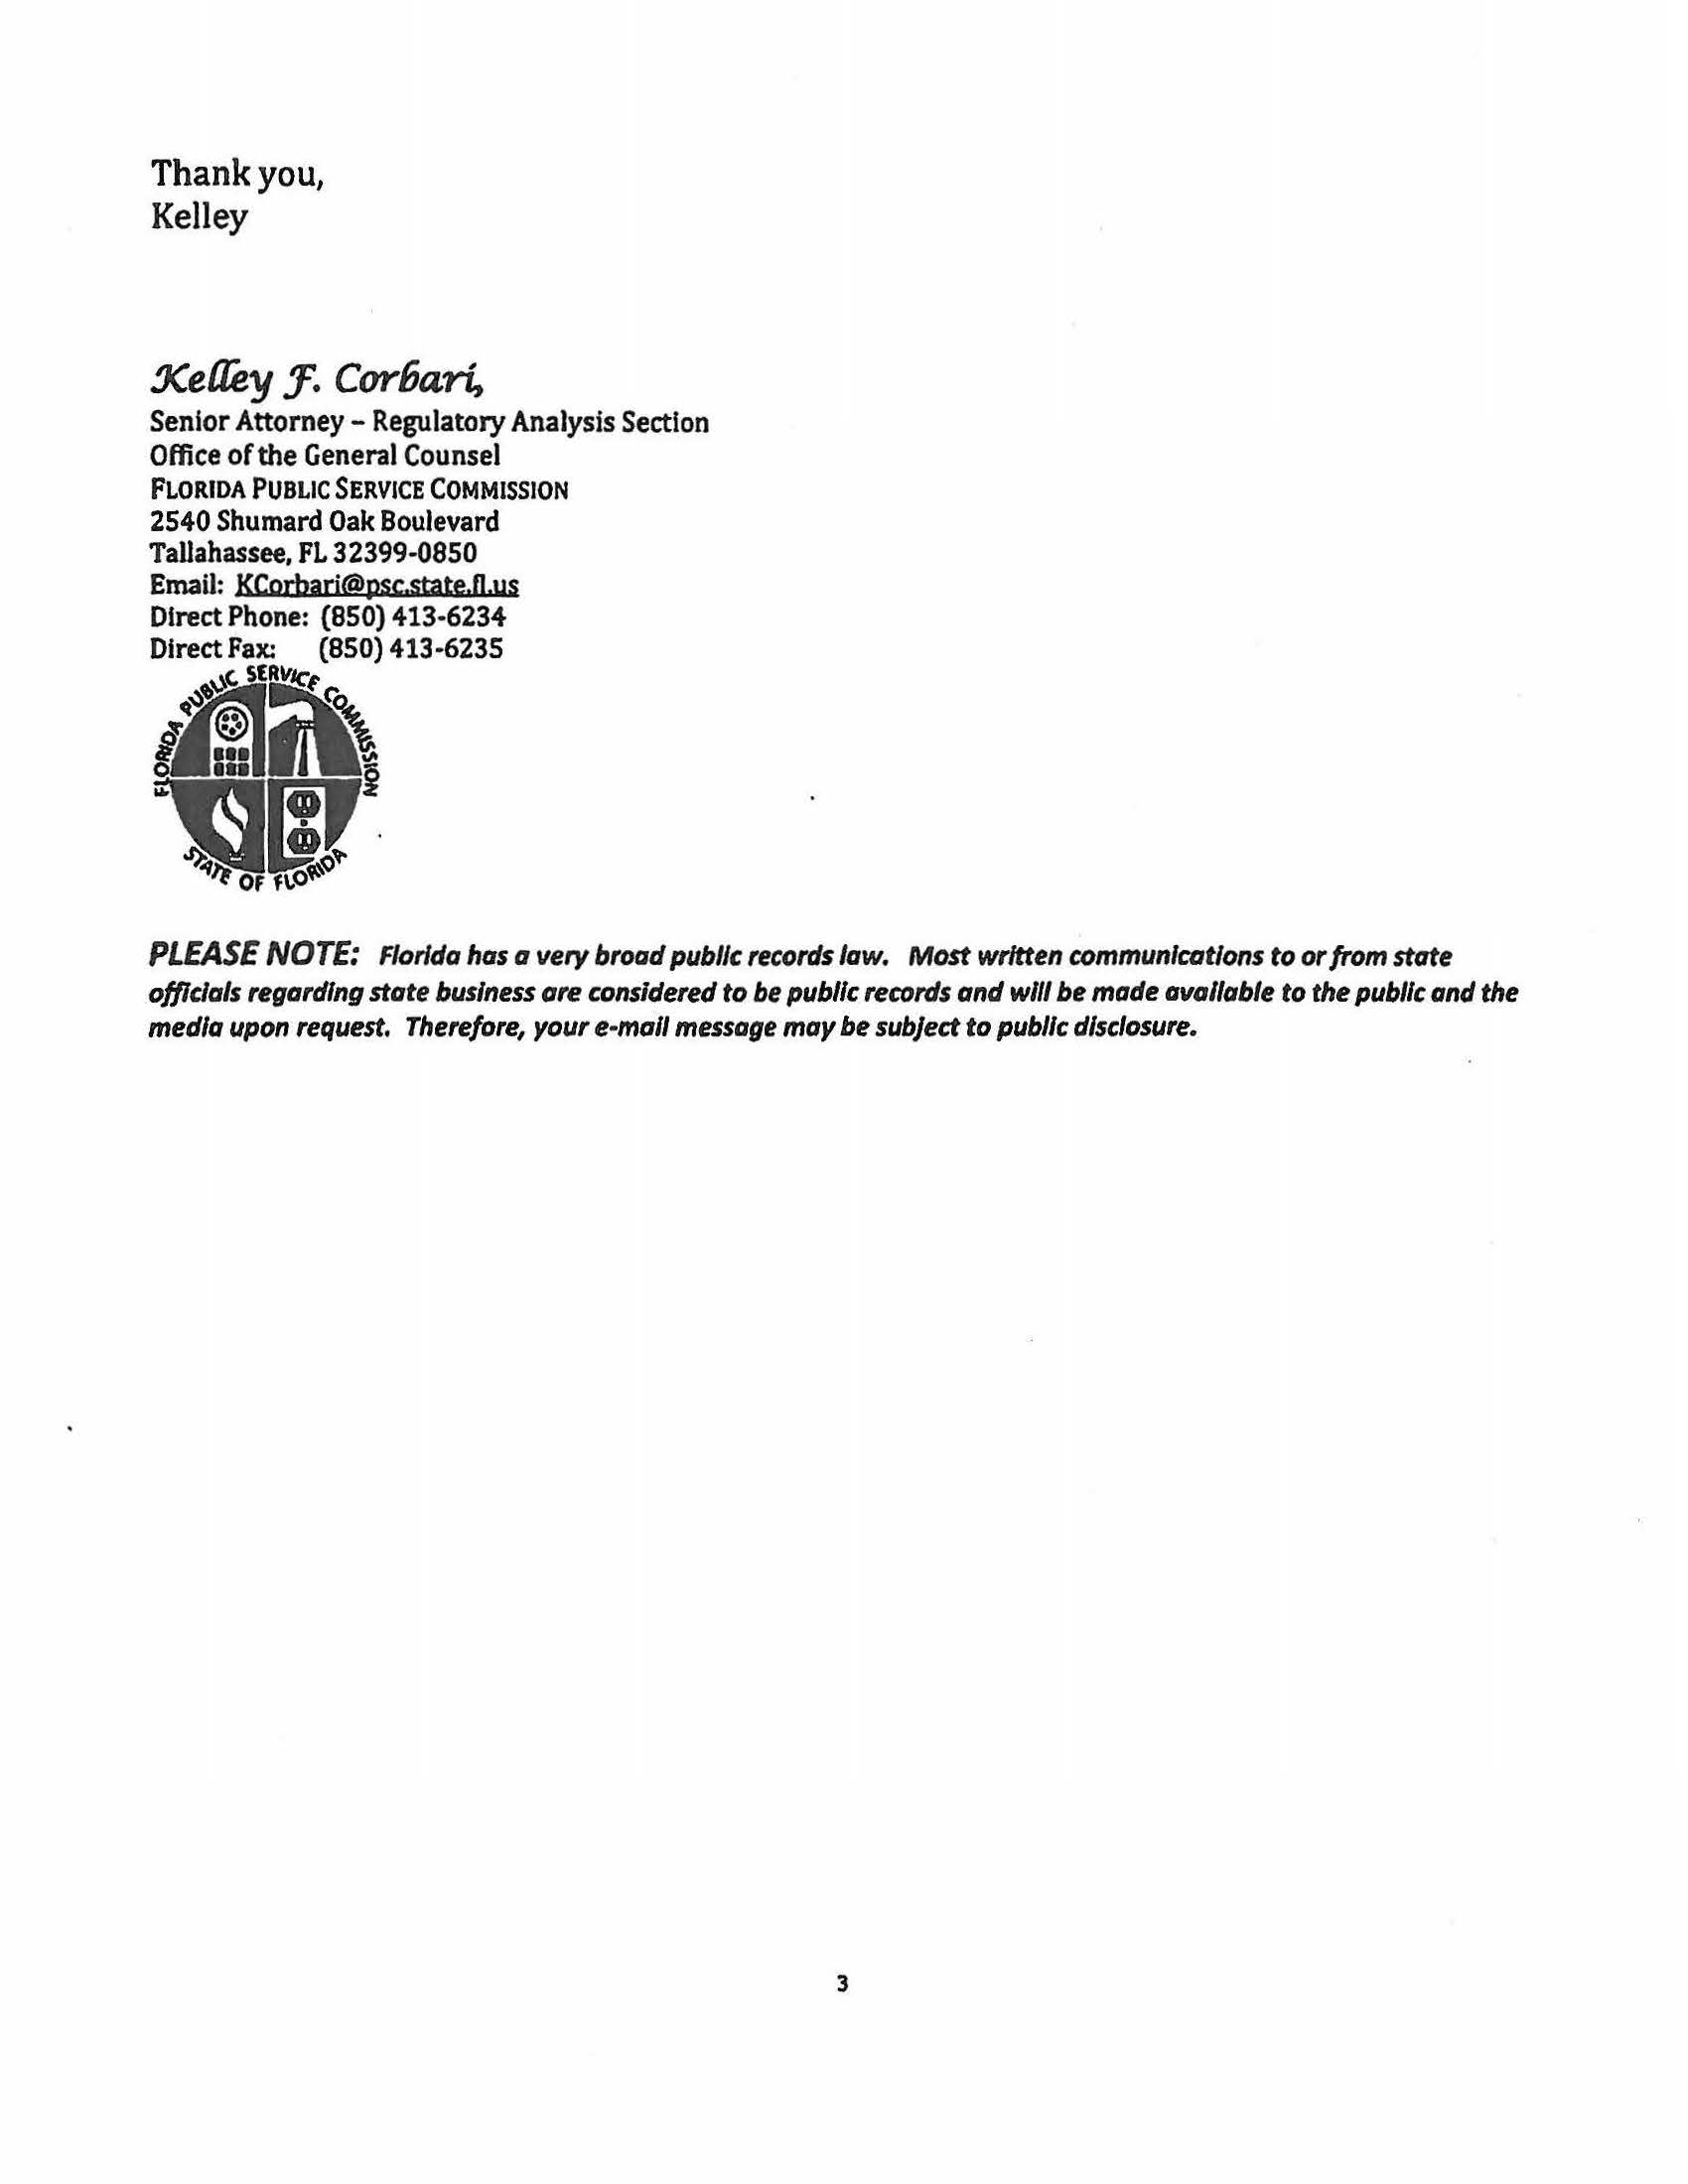 Thank you,
Kelley
Kelley F. Corbari,
Senior Attorney – Regulatory Analysis Section
Office of the General Counsel
FLORIDA PUBLIC SERVICE COMMISSION
2540 Shumard Oak Boulevard
Tallahassee, FL 32399-0850
Email: KCorbari@psc.state.fl.us
Direct Phone: (850) 413-6234
Direct Fax: (850) 413-6235
FLORIDA PUBLIC SERVICE COMMISSION
STATE OF FLORIDA
PLEASE NOTE: Florida has a very broad public records law. Most written communications to or from state
officials regarding state business are considered to be public records and will be made available to the public and the
media upon request. Therefore, your e-mail message may be subject to public disclosure.
3